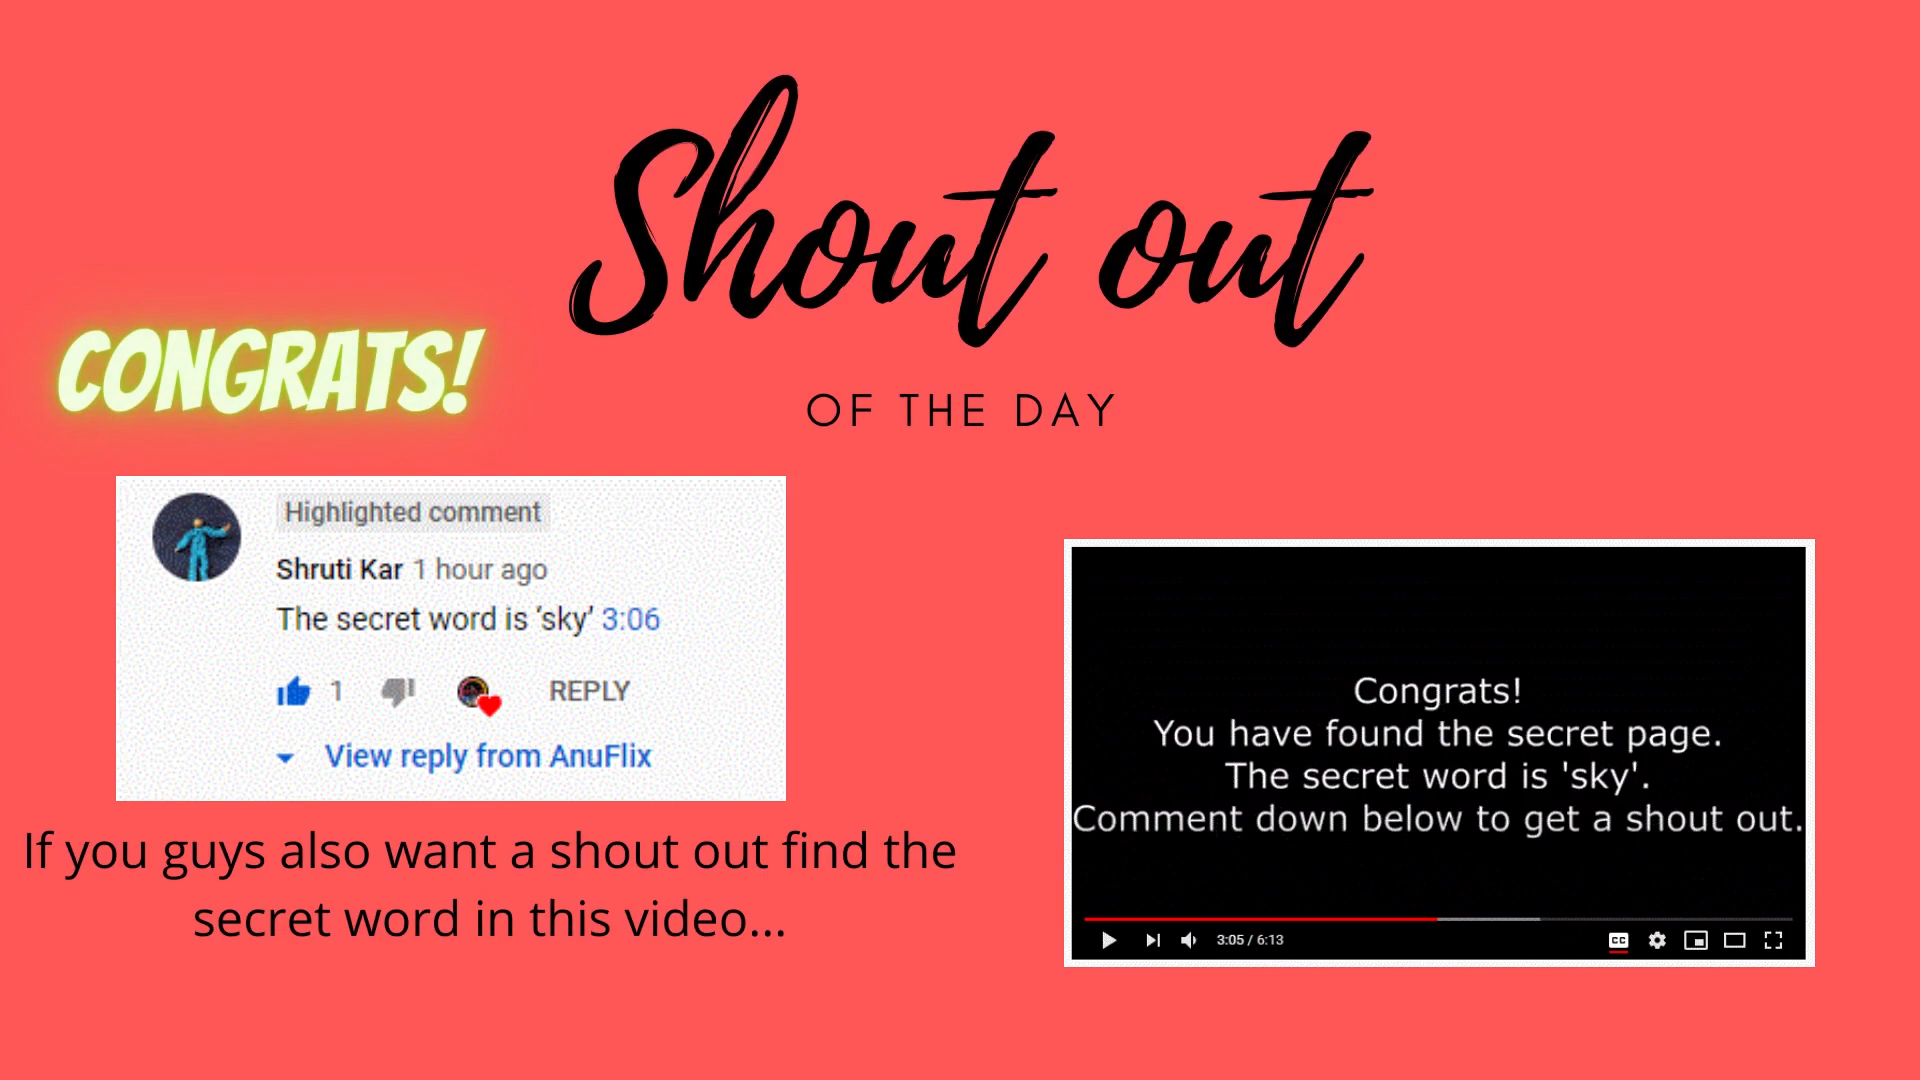 Shout out
OF THE DAY
CONGRATS!
Highlighted comment
Shruti Kar 1 hour ago
The secret word is ‘sky’ 3:06
1 REPLY
View reply from AnuFlix
If you guys also want a shout out find the
secret word in this video...
Congrats!
You have found the secret page.
The secret word is 'sky'.
Comment down below to get a shout out.
3:05 / 6:13
CC